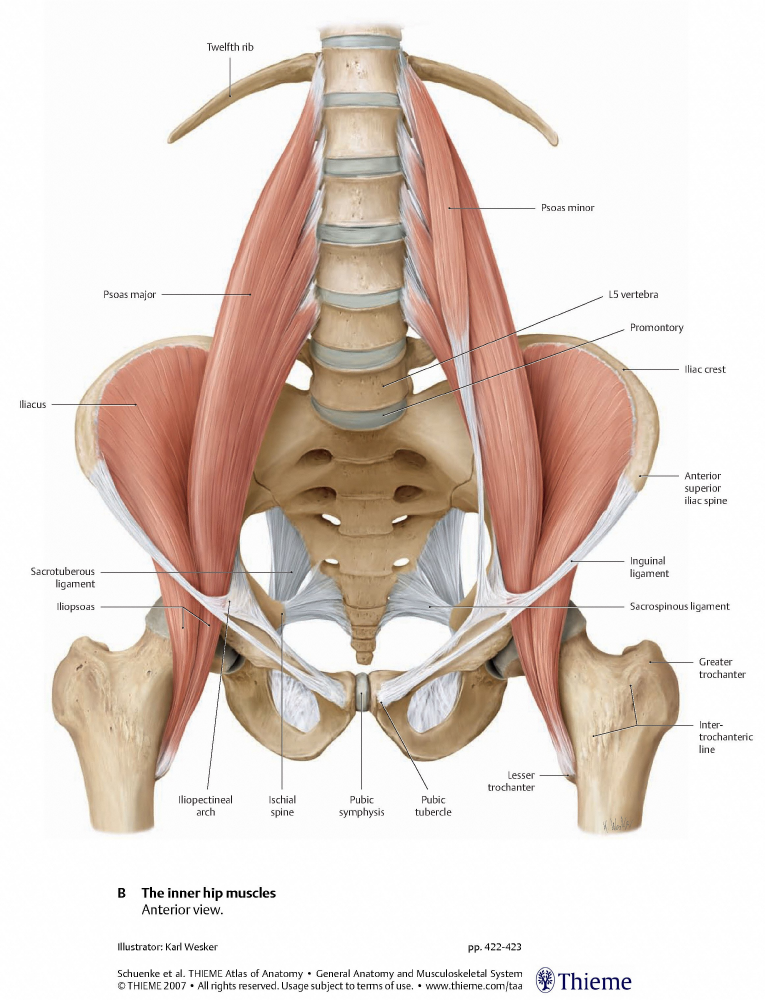 Twelfth rib
Psoas minor
Psoas major
L5 vertebra
Promontory
Iliac crest
Iliacus
Anterior
superior
iliac spine
Inguinal
ligament
Sacrotuberous
ligament
Iliopsoas
Sacrospinous ligament
Greater
trochanter
Inter-
trochanteric
line
Lesser
trochanter
Iliopectineal
arch
Ischial
spine
Pubic
symphysis
Pubic
tubercle
B The inner hip muscles
Anterior view.
Illustrator: Karl Wesker pp. 422-423
Schuenke et al. THIEME Atlas of Anatomy • General Anatomy and Musculoskeletal System
© THIEME 2007 • All rights reserved. Usage subject to terms of use. • www.thieme.com/taa
Thieme